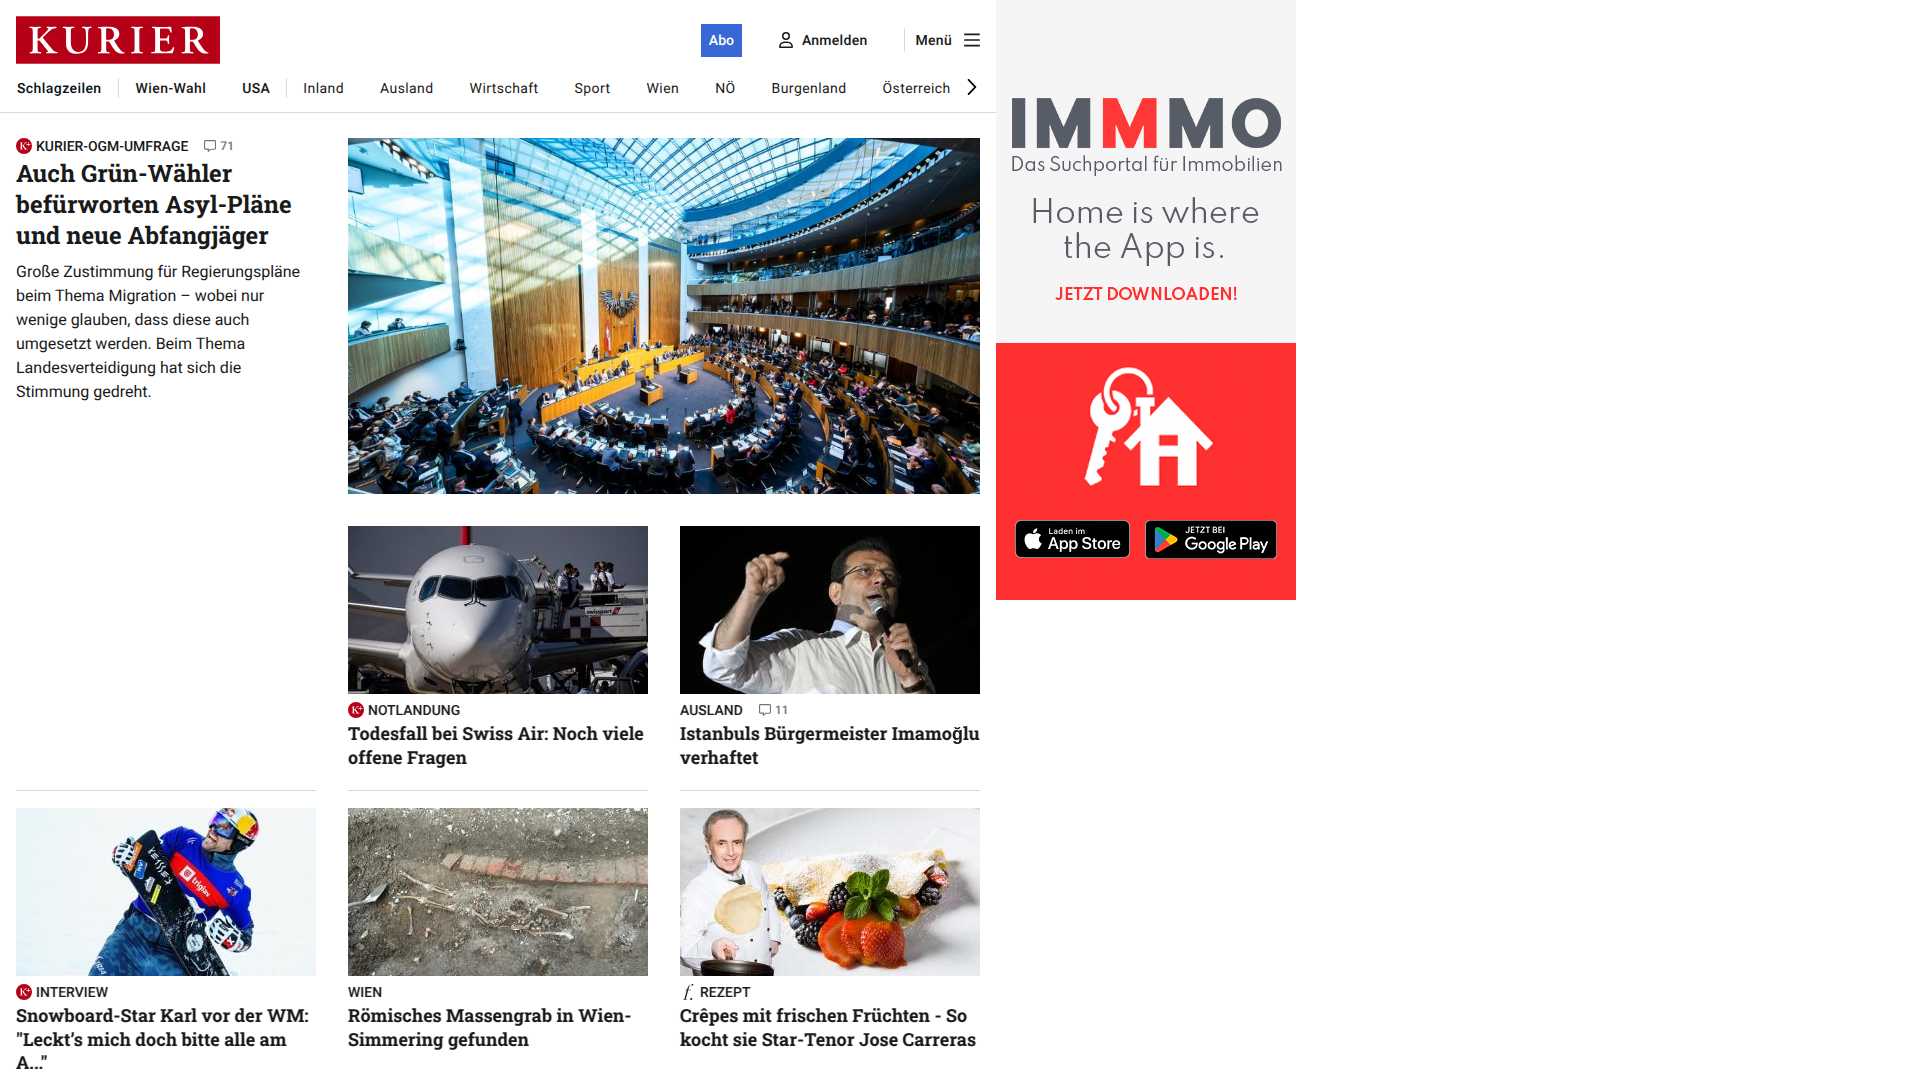 KURIER
Abo
Anmelden
Menü
Schlagzeilen
Wien-Wahl
USA
Inland
Ausland
Wirtschaft
Sport
Wien
NÖ
Burgenland
Österreich
KURIER-OGM-UMFRAGE 71
Auch Grün-Wähler
befürworten Asyl-Pläne
und neue Abfangjäger
Große Zustimmung für Regierungspläne
beim Thema Migration – wobei nur
wenige glauben, dass diese auch
umgesetzt werden. Beim Thema
Landesverteidigung hat sich die
Stimmung gedreht.
swissport
NOTLANDUNG
Todesfall bei Swiss Air: Noch viele
offene Fragen
AUSLAND 11
Istanbuls Bürgermeister Imamoğlu
verhaftet
triglav
INTERVIEW
Snowboard-Star Karl vor der WM:
"Leckt’s mich doch bitte alle am
A..."
WIEN
Römisches Massengrab in Wien-
Simmering gefunden
f. REZEPT
Crêpes mit frischen Früchten - So
kocht sie Star-Tenor Jose Carreras
IMMMO
Das Suchportal für Immobilien
Home is where
the App is.
JETZT DOWNLOADEN!
Laden im
App Store
JETZT BEI
Google Play